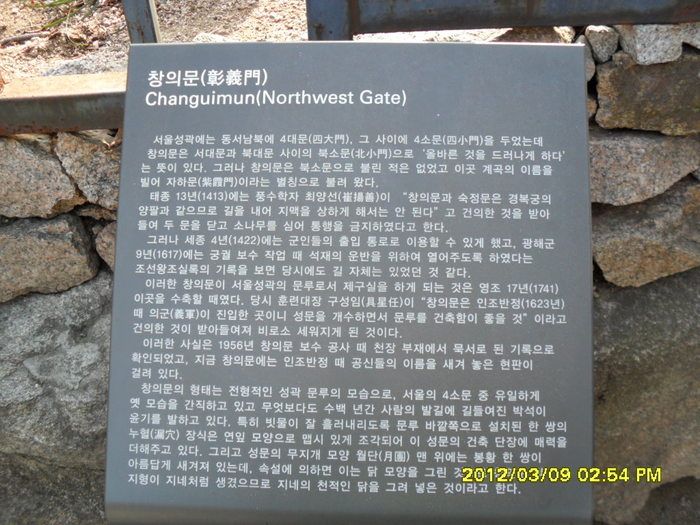 창의문(彰義門)
Changuimun(Northwest Gate)
서울성곽에는 동서남북에 4대문(四大門), 그 사이에 4소문(四小門)을 두었는데
창의문은 서대문과 북대문 사이의 북소문(北小門)으로 '올바른 것을 드러나게 하다'
는 뜻이 있다. 그러나 창의문은 북소문으로 불린 적은 없었고 이곳 계곡의 이름을
빌어 자하문(紫霞門)이라는 별칭으로 불려 왔다.
태종 13년(1413)에는 풍수학자 최양선(崔揚善)이 "창의문과 숙정문은 경복궁의
양팔과 같으므로 길을 내어 지맥을 상하게 해서는 안 된다"고 건의한 것을 받아
들여 두 문을 닫고 소나무를 심어 통행을 금지하였다고 한다.
그러나 세종 4년(1422)에는 군인들의 출입 통로로 이용할 수 있게 했고, 광해군
9년(1617)에는 궁궐 보수 작업 때 석재의 운반을 위하여 열어주도록 하였다는
조선왕조실록의 기록을 보면 당시에도 길 자체는 있었던 것 같다.
이러한 창의문이 서울성곽의 문루로서 제구실을 하게 되는 것은 영조 17년(1741)
이곳을 수축할 때였다. 당시 훈련대장 구성임(具星任)이 "창의문은 인조반정(1623년)
때 의군(義軍)이 진입한 곳이니 성문을 개수하면서 문루를 건축함이 좋을 것" 이라고
건의한 것이 받아들여져 비로소 세워지게 된 것이다.
이러한 사실은 1956년 창의문 보수 공사 때 천장 부재에서 묵서로 된 기록으로
확인되었고, 지금 창의문에는 인조반정 때 공신들의 이름을 새겨 놓은 현판이
걸려 있다.
창의문의 형태는 전형적인 성곽 문루의 모습으로, 서울의 4소문 중 유일하게
옛 모습을 간직하고 있고 무엇보다도 수백 년간 사람의 발길에 길들여진 박석이
윤기를 발하고 있다. 특히 빗물이 잘 흘러내리도록 문루 바깥쪽으로 설치된 한 쌍의
누혈(漏穴) 장식은 연잎 모양으로 맵시 있게 조각되어 이 성문의 건축 단장에 매력을
더해주고 있다. 그리고 성문의 무지개 모양 월단(月團) 맨 위에는 봉황 한 쌍이
아름답게 새겨져 있는데, 속설에 의하면 이는 닭 모양을 그린 것
지형이 지네처럼 생겼으므로 지네의 천적인 닭을 그려 넣은 것이라고 한다.
2012/03/09 02:54 PM